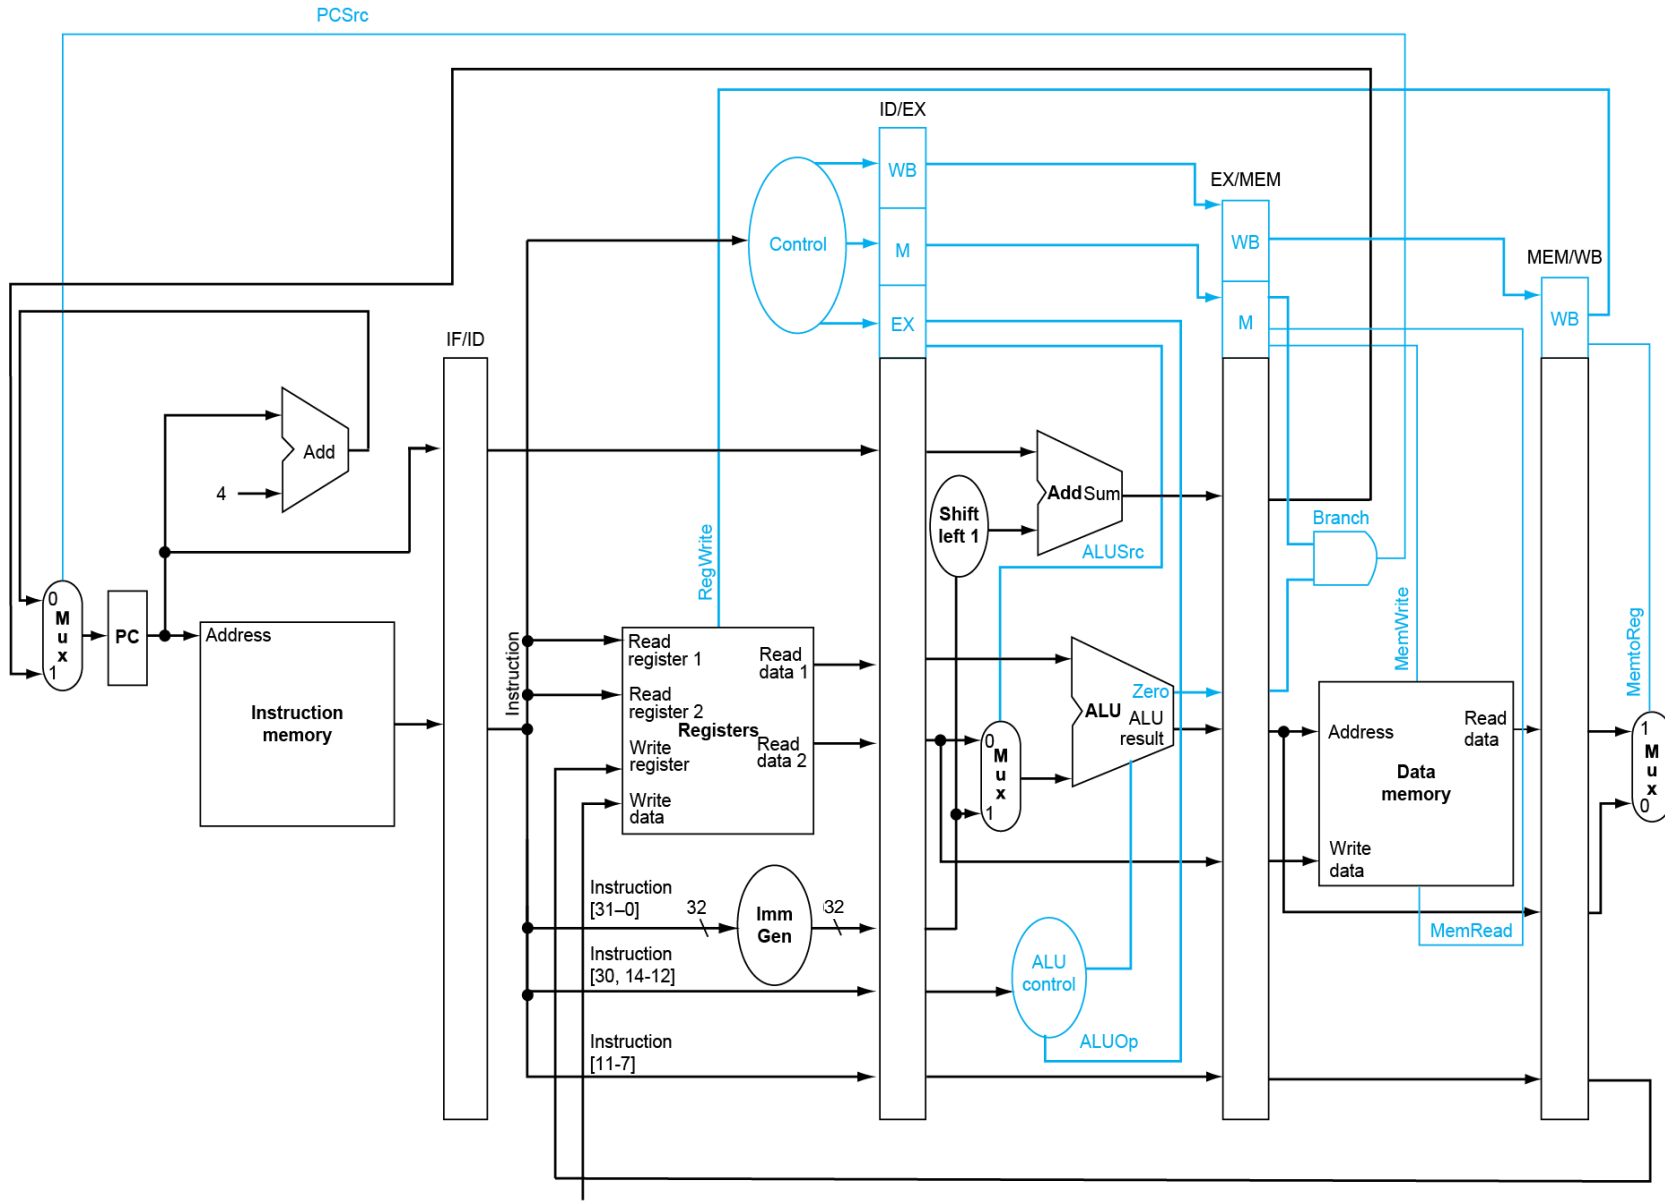 PCSrc
ID/EX
WB
EX/MEM
Control
M
WB
MEM/WB
EX
M
WB
IF/ID
Add
4
Shift
left 1
Add Sum
Branch
ALUSrc
RegWrite
MemWrite
MemtoReg
0
M
u
x
1
PC
Address
Instruction
memory
Instruction
Read
register 1
Read
data 1
Read
register 2
Registers
Write
register
Read
data 2
Write
data
0
M
u
x
1
Zero
ALU
ALU
result
Address
Read
data
Data
memory
Write
data
1
M
u
x
0
Instruction
[31–0]
32
Imm
Gen
32
MemRead
Instruction
[30, 14-12]
ALU
control
ALUOp
Instruction
[11-7]